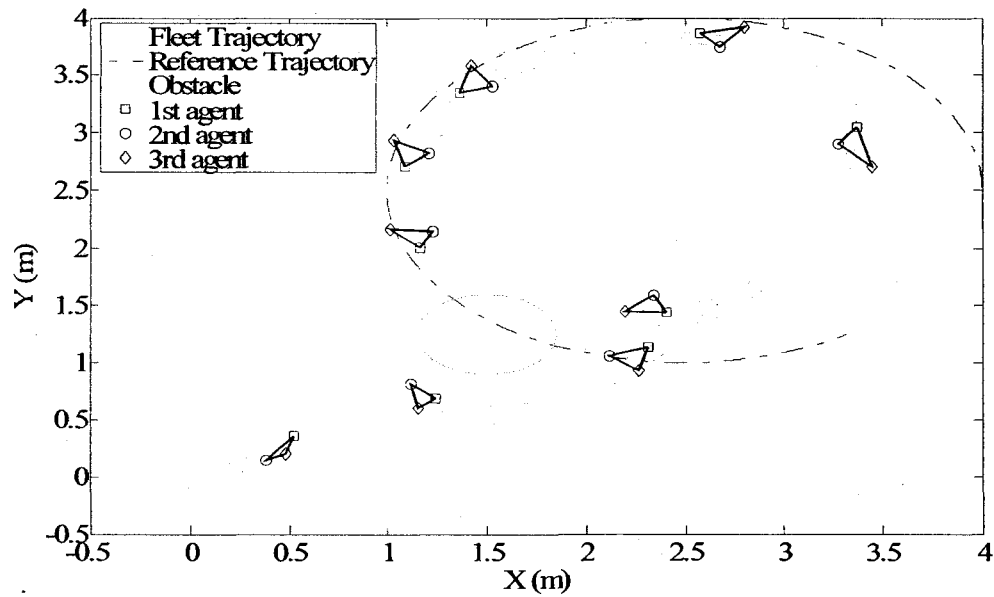 4
3.5
3
2.5
2
1.5
1
0.5
0
-0.5
Y (m)
Fleet Trajectory
Reference Trajectory
Obstacle
1st agent
2nd agent
3rd agent
-0.5 0 0.5 1 1.5 2 2.5 3 3.5 4
X (m)